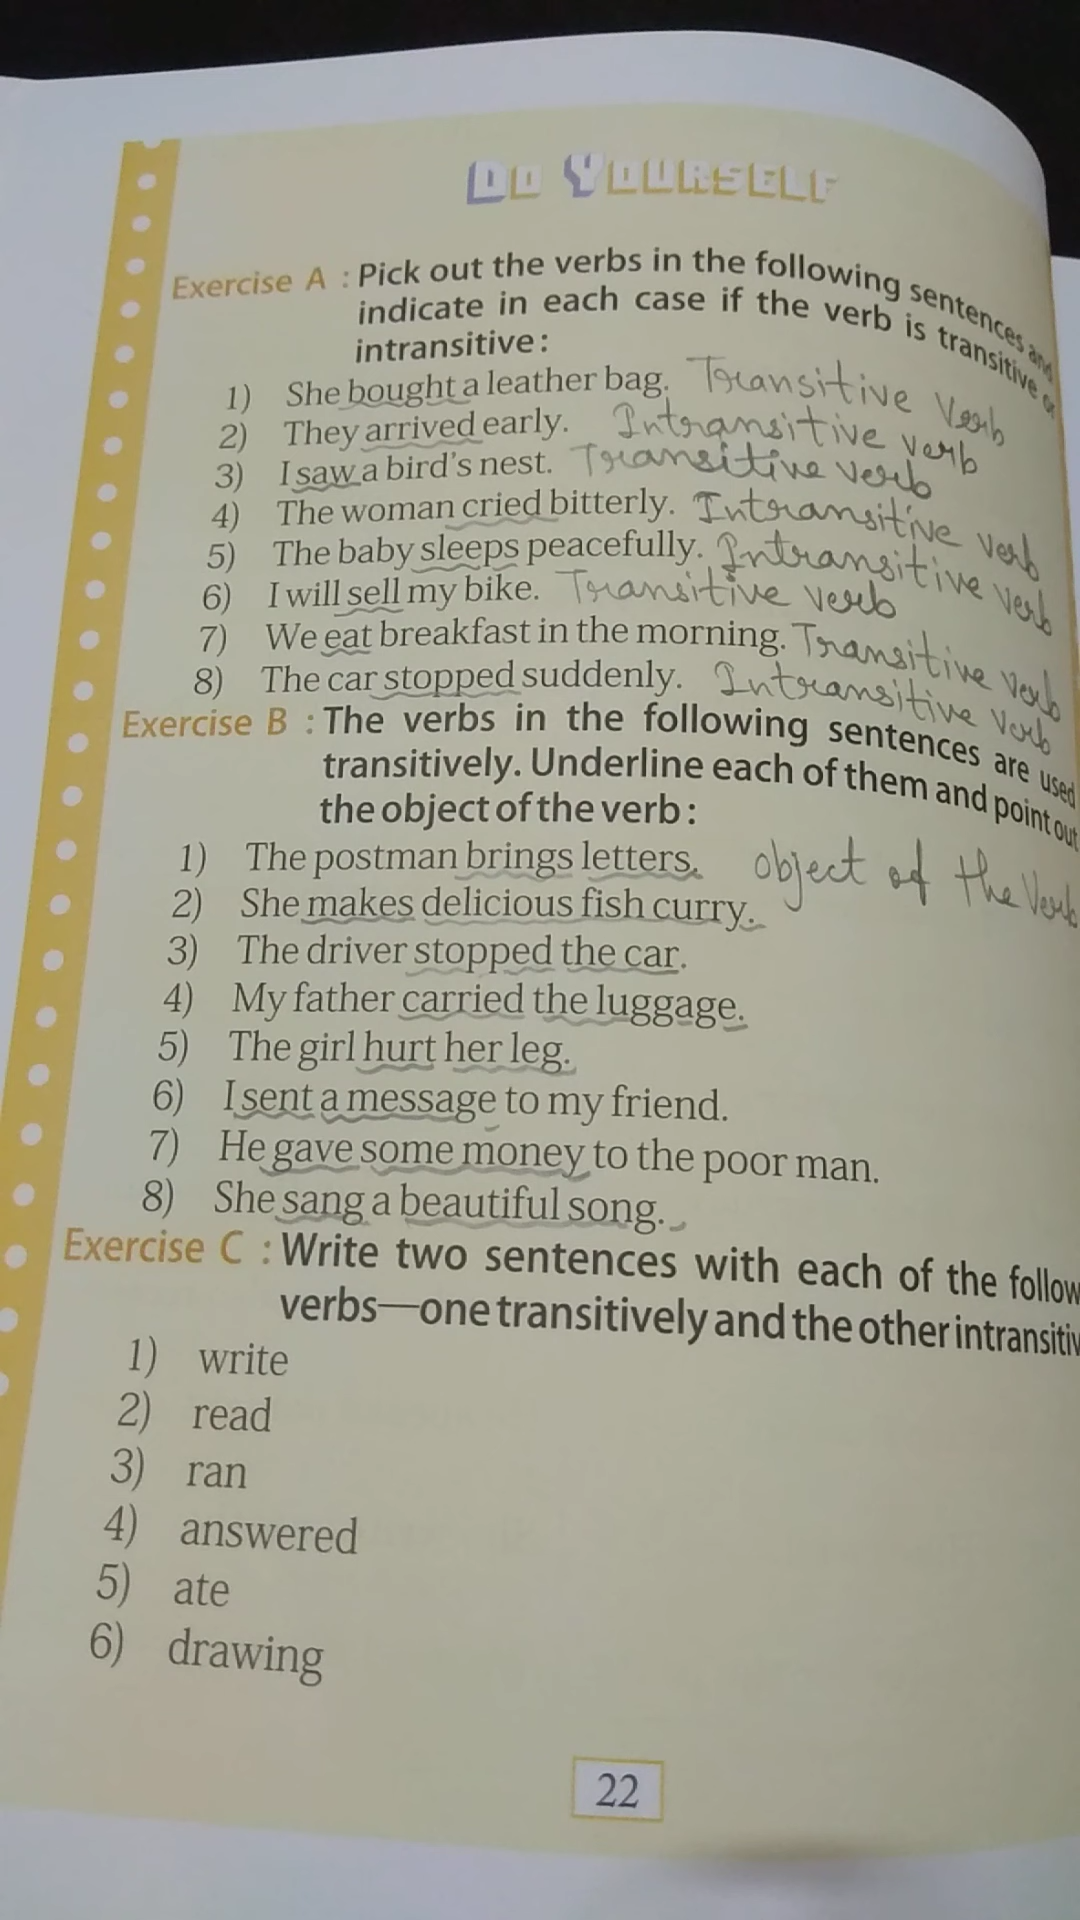 DO YOURSELF
Exercise A : Pick out the verbs in the following sentences and
indicate in each case if the verb is transitive or
intransitive:
1) She bought a leather bag. Transitive Verb
2) They arrived early. Intransitive verb
3) I saw a bird's nest. Transitive verb
4) The woman cried bitterly. Intransitive verb
5) The baby sleeps peacefully. Intransitive verb
6) I will sell my bike. Transitive verb
7) We eat breakfast in the morning. Transitive verb
8) The car stopped suddenly. Intransitive Verb
Exercise B : The verbs in the following sentences are used
transitively. Underline each of them and point out
the object of the verb:
1) The postman brings letters. object of the Verb
2) She makes delicious fish curry.
3) The driver stopped the car.
4) My father carried the luggage.
5) The girl hurt her leg.
6) I sent a message to my friend.
7) He gave some money to the poor man.
8) She sang a beautiful song.
Exercise C : Write two sentences with each of the follow
verbs—one transitively and the other intransitiv
1) write
2) read
3) ran
4) answered
5) ate
6) drawing
22